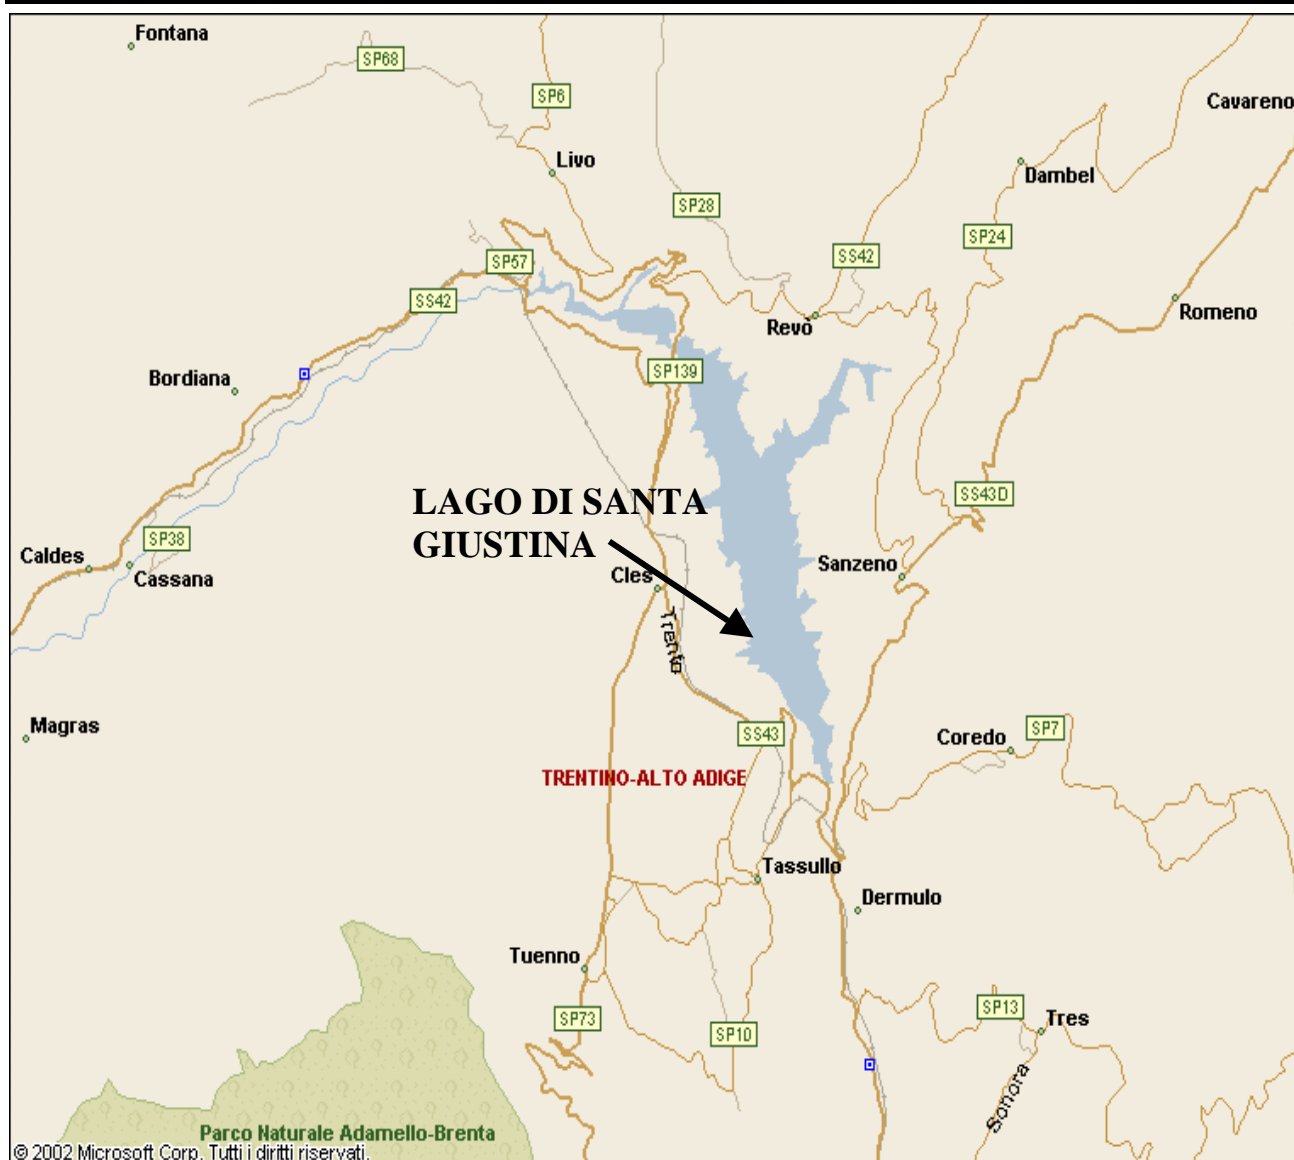 Fontana
SP68
SP6
Cavareno
Livo
Dambel
SP28
SP24
SS42
SP57
SS42
Romeno
Revò
SP139
Bordiana
LAGO DI SANTA
GIUSTINA
SS43D
SP38
Caldes
Cassana
Cles
Sanzeno
Trento
Magras
SS43
Coredo
SP7
TRENTINO-ALTO ADIGE
Tassullo
Dermulo
Tuenno
SP73
SP10
SP13
Tres
Sonora
Parco Naturale Adamello-Brenta
© 2002 Microsoft Corp. Tutti i diritti riservati.